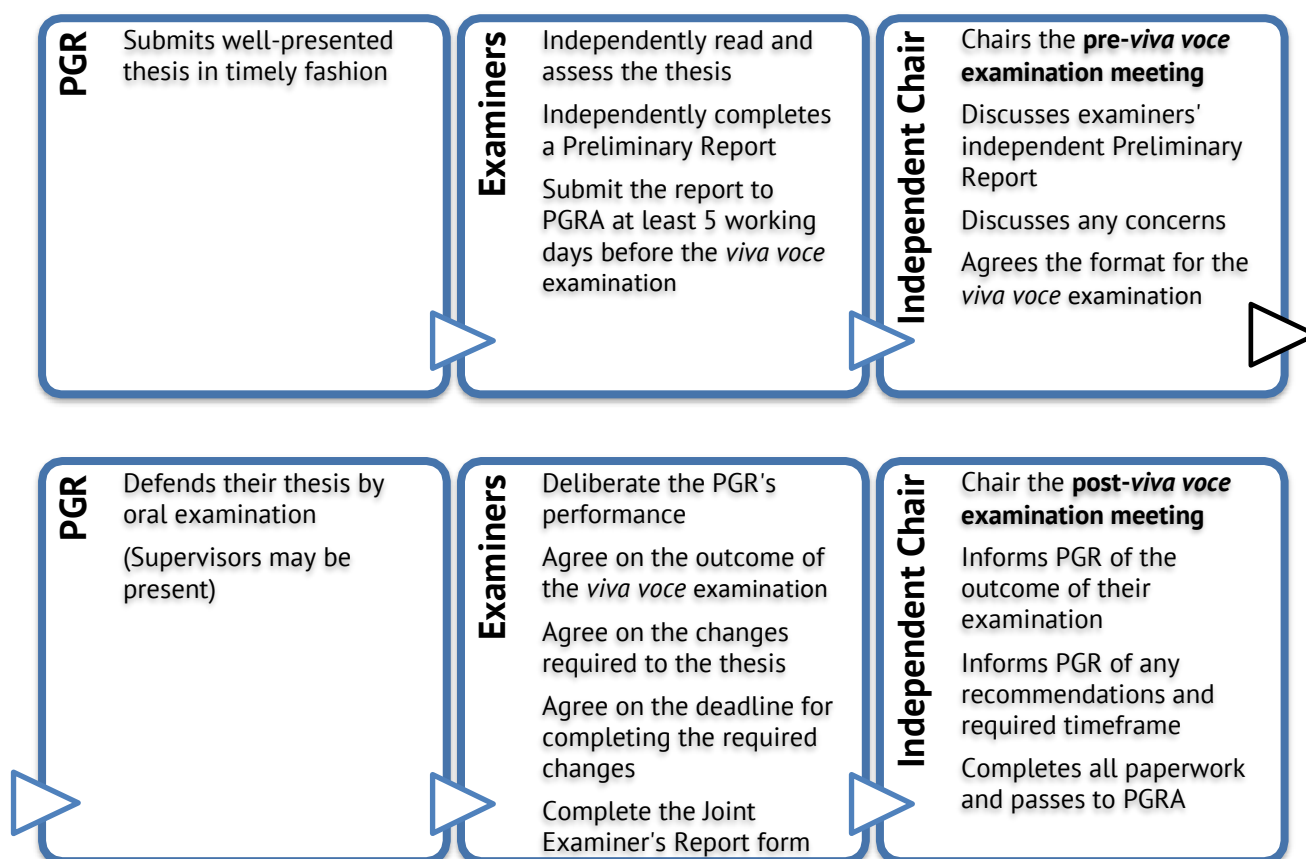 PGR
Submits well-presented
thesis in timely fashion
Examiners
Independently read and
assess the thesis
Independently completes
a Preliminary Report
Submit the report to
PGRA at least 5 working
days before the viva voce
examination
Independent Chair
Chairs the pre-viva voce
examination meeting
Discusses examiners'
independent Preliminary
Report
Discusses any concerns
Agrees the format for the
viva voce examination
PGR
Defends their thesis by
oral examination
(Supervisors may be
present)
Examiners
Deliberate the PGR's
performance
Agree on the outcome of
the viva voce examination
Agree on the changes
required to the thesis
Agree on the deadline for
completing the required
changes
Complete the Joint
Examiner's Report form
Independent Chair
Chair the post-viva voce
examination meeting
Informs PGR of the
outcome of their
examination
Informs PGR of any
recommendations and
required timeframe
Completes all paperwork
and passes to PGRA